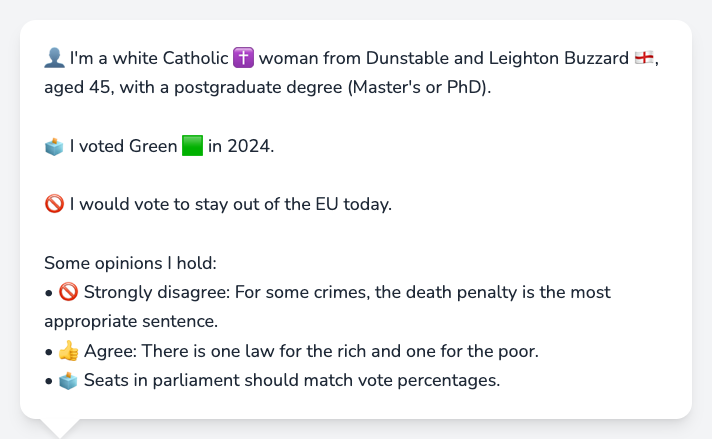 👤 I'm a white Catholic ✝️ woman from Dunstable and Leighton Buzzard 🏴󠁧󠁢󠁥󠁮󠁧󠁿,
aged 45, with a postgraduate degree (Master's or PhD).
🗳️ I voted Green 🟩 in 2024.
🚫 I would vote to stay out of the EU today.
Some opinions I hold:
• 🚫 Strongly disagree: For some crimes, the death penalty is the most
appropriate sentence.
• 👍 Agree: There is one law for the rich and one for the poor.
• 🗳️ Seats in parliament should match vote percentages.